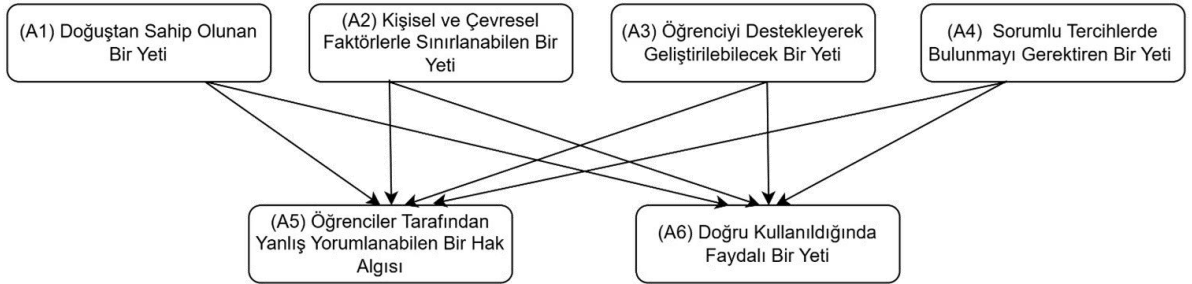 (A1) Doğuştan Sahip Olunan
Bir Yeti
(A2) Kişisel ve Çevresel
Faktörlerle Sınırlanabilen Bir
Yeti
(A3) Öğrenciyi Destekleyerek
Geliştirilebilecek Bir Yeti
(A4) Sorumlu Tercihlerde
Bulunmayı Gerektiren Bir Yeti
(A5) Öğrenciler Tarafından
Yanlış Yorumlanabilen Bir Hak
Algısı
(A6) Doğru Kullanıldığında
Faydalı Bir Yeti